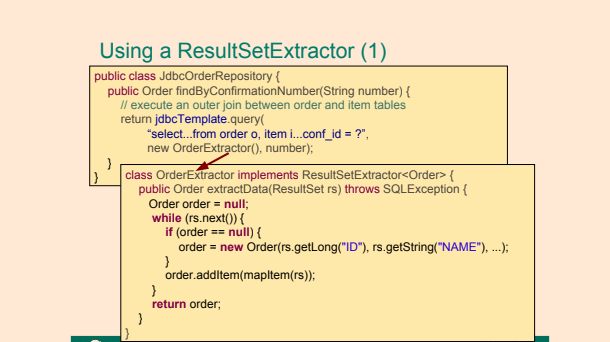 Using a ResultSetExtractor (1)
public class JdbcOrderRepository {
public Order findByConfirmationNumber(String number) {
// execute an outer join between order and item tables
return jdbcTemplate.query(
“select...from order o, item i...conf_id = ?”,
new OrderExtractor(), number);
}
}
class OrderExtractor implements ResultSetExtractor<Order> {
public Order extractData(ResultSet rs) throws SQLException {
Order order = null;
while (rs.next()) {
if (order == null) {
order = new Order(rs.getLong("ID"), rs.getString("NAME"), ...);
}
order.addItem(mapItem(rs));
}
return order;
}
}